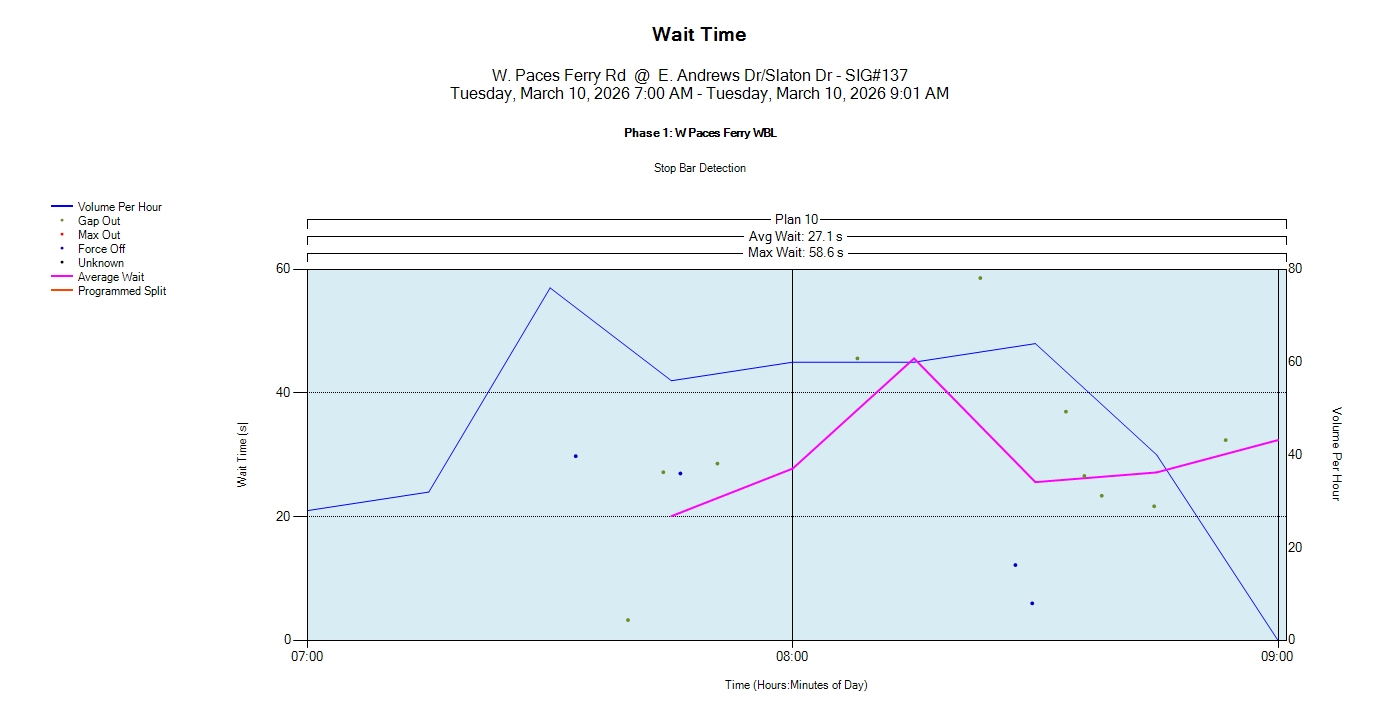 Wait Time
W. Paces Ferry Rd @ E. Andrews Dr/Slaton Dr - SIG#137
Tuesday, March 10, 2026 7:00 AM - Tuesday, March 10, 2026 9:01 AM
Phase 1: W Paces Ferry WBL
Stop Bar Detection
Volume Per Hour
Gap Out
Max Out
Force Off
Unknown
Average Wait
Programmed Split
Plan 10
Avg Wait: 27.1 s
Max Wait: 58.6 s
60
40
20
0
Wait Time [s]
80
60
40
20
0
Volume Per Hour
07:00
08:00
09:00
Time (Hours:Minutes of Day)